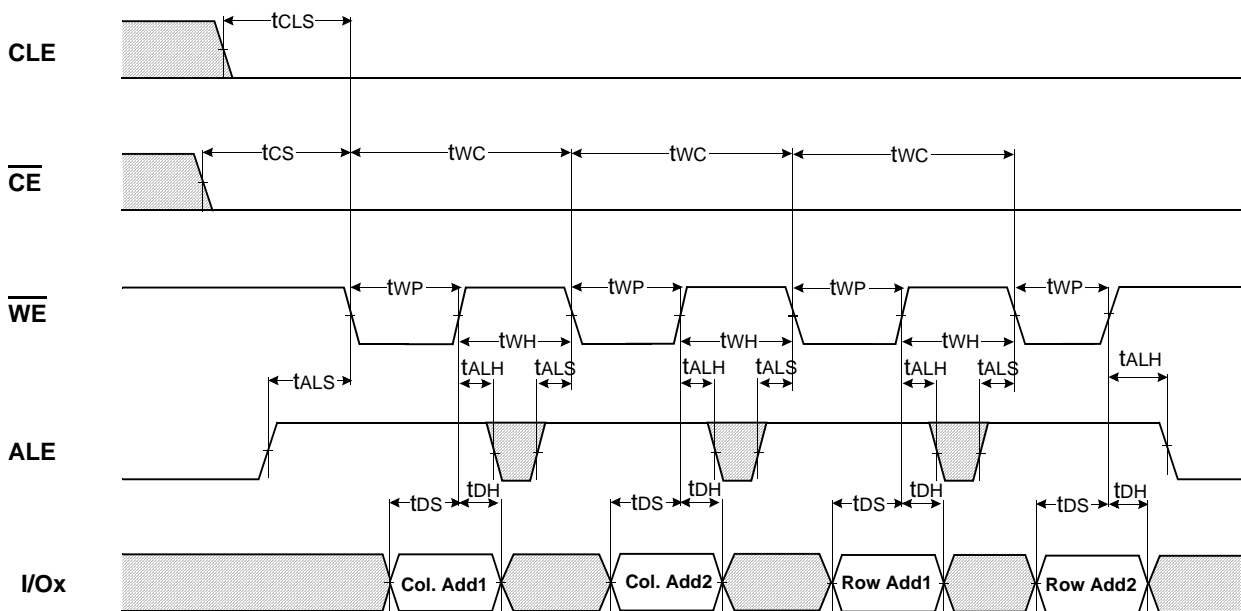 tCLS
CLE
tCS tWC tWC tWC
CE
tWP tWP tWP tWP
WE
tWH tWH tWH
tALS tALH tALS tALH tALS tALH tALS tALH
ALE
tDS tDH tDS tDH tDS tDH tDS tDH
I/Ox Col. Add1 Col. Add2 Row Add1 Row Add2